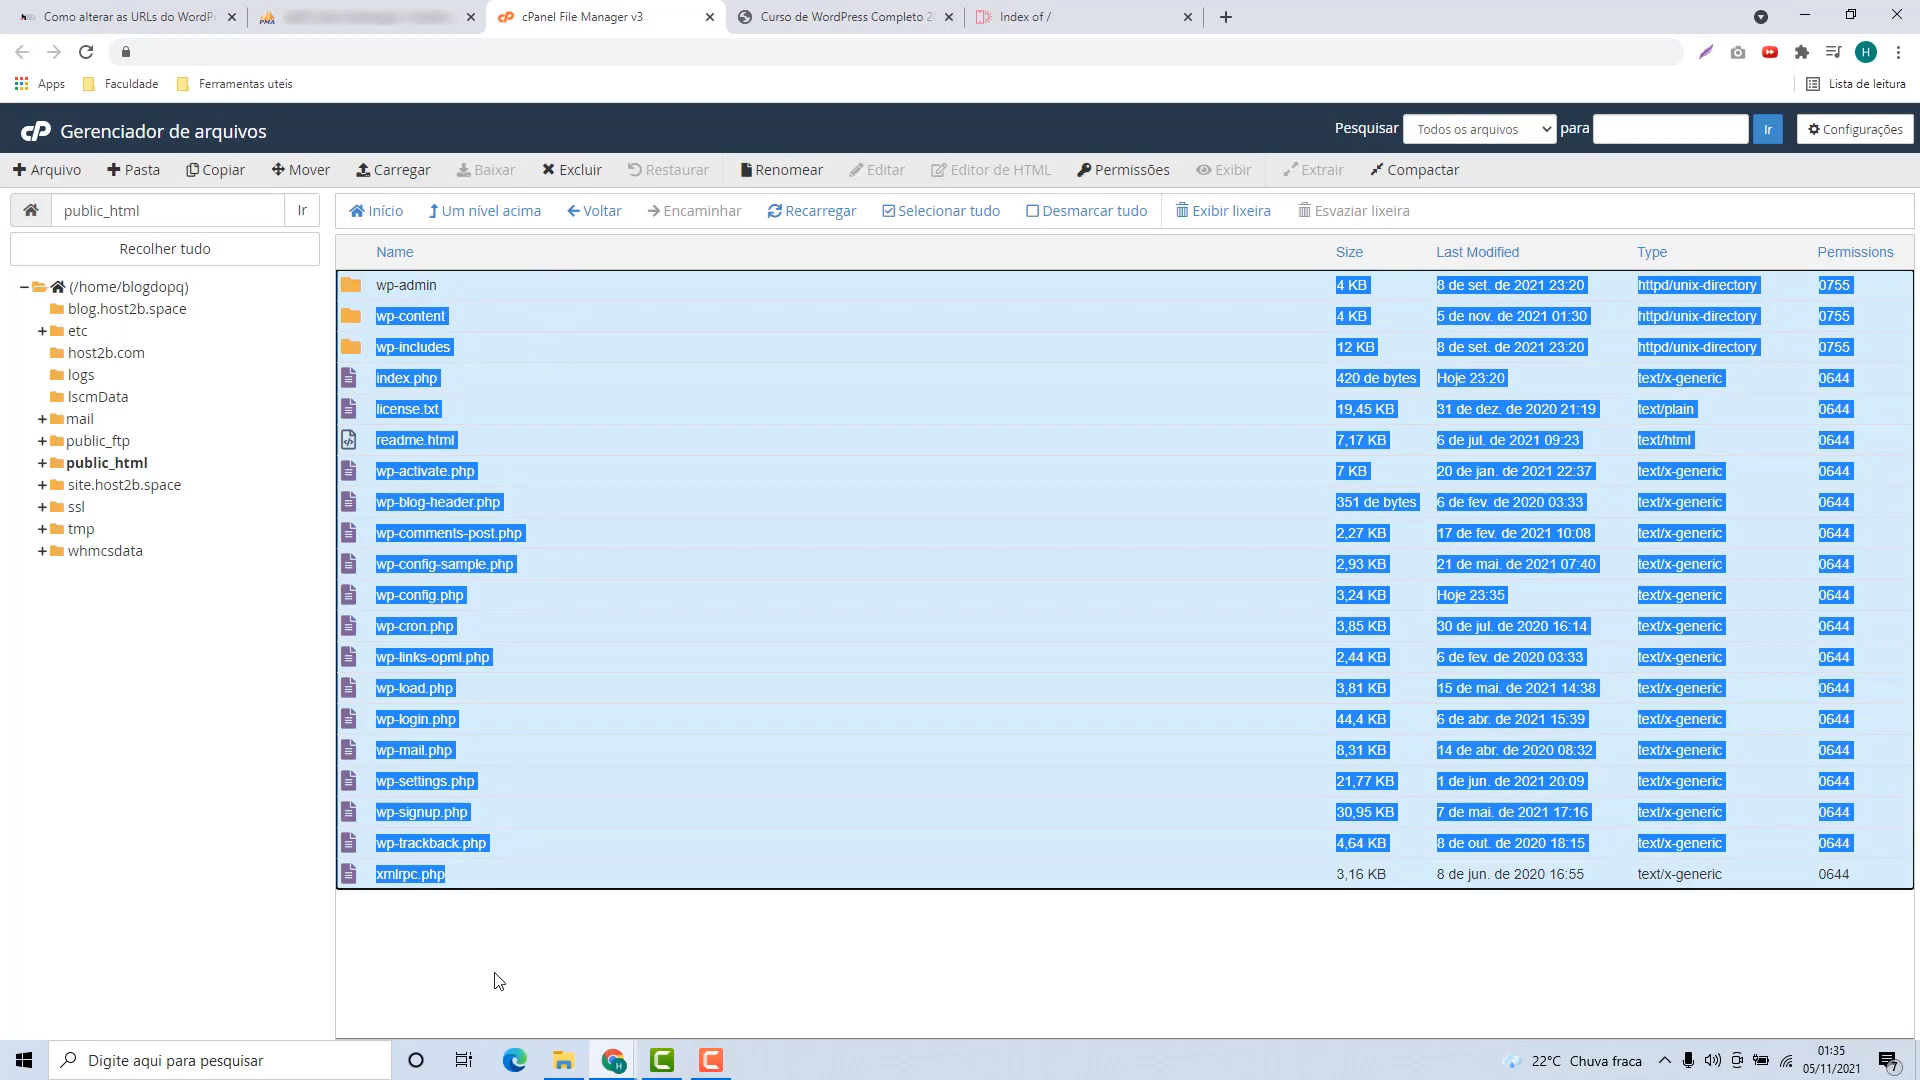 Como alterar as URLs do WordP
cPanel File Manager v3
Curso de WordPress Completo 2
Index of /
H
Apps
Faculdade
Ferramentas uteis
Lista de leitura
cP Gerenciador de arquivos
Pesquisar Todos os arquivos para Ir Configurações
Arquivo Pasta Copiar Mover Carregar Baixar Excluir Restaurar Renomear Editar Editor de HTML Permissões Exibir Extrair Compactar
public_html Ir
Início Um nível acima Voltar Encaminhar Recarregar Selecionar tudo Desmarcar tudo Exibir lixeira Esvaziar lixeira
Recolher tudo
(/home/blogdopq)
blog.host2b.space
etc
host2b.com
logs
lscmData
mail
public_ftp
public_html
site.host2b.space
ssl
tmp
whmcsdata
Name Size Last Modified Type Permissions
wp-admin 4 KB 8 de set. de 2021 23:20 httpd/unix-directory 0755
wp-content 4 KB 5 de nov. de 2021 01:30 httpd/unix-directory 0755
wp-includes 12 KB 8 de set. de 2021 23:20 httpd/unix-directory 0755
index.php 420 de bytes Hoje 23:20 text/x-generic 0644
license.txt 19,45 KB 31 de dez. de 2020 21:19 text/plain 0644
readme.html 7,17 KB 6 de jul. de 2021 09:23 text/html 0644
wp-activate.php 7 KB 20 de jan. de 2021 22:37 text/x-generic 0644
wp-blog-header.php 351 de bytes 6 de fev. de 2020 03:33 text/x-generic 0644
wp-comments-post.php 2,27 KB 17 de fev. de 2021 10:08 text/x-generic 0644
wp-config-sample.php 2,93 KB 21 de mai. de 2021 07:40 text/x-generic 0644
wp-config.php 3,24 KB Hoje 23:35 text/x-generic 0644
wp-cron.php 3,85 KB 30 de jul. de 2020 16:14 text/x-generic 0644
wp-links-opml.php 2,44 KB 6 de fev. de 2020 03:33 text/x-generic 0644
wp-load.php 3,81 KB 15 de mai. de 2021 14:38 text/x-generic 0644
wp-login.php 44,4 KB 6 de abr. de 2021 15:39 text/x-generic 0644
wp-mail.php 8,31 KB 14 de abr. de 2020 08:32 text/x-generic 0644
wp-settings.php 21,77 KB 1 de jun. de 2021 20:09 text/x-generic 0644
wp-signup.php 30,95 KB 7 de mai. de 2021 17:16 text/x-generic 0644
wp-trackback.php 4,64 KB 8 de out. de 2020 18:15 text/x-generic 0644
xmlrpc.php 3,16 KB 8 de jun. de 2020 16:55 text/x-generic 0644
Digite aqui para pesquisar
22°C Chuva fraca
01:35
05/11/2021
7